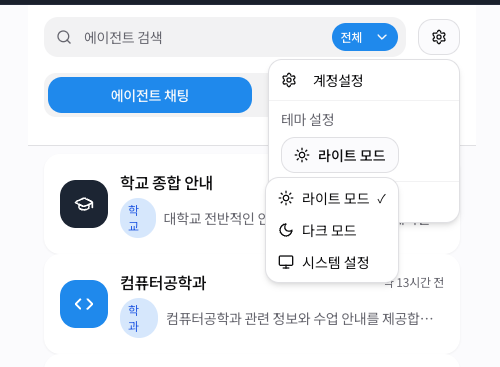 에이전트 검색
전체
계정설정
에이전트 채팅
테마 설정
라이트 모드
학교 종합 안내
학교
대학교 전반적인
라이트 모드 ✓
다크 모드
시스템 설정
컴퓨터공학과
13시간 전
학교
컴퓨터공학과 관련 정보와 수업 안내를 제공합…